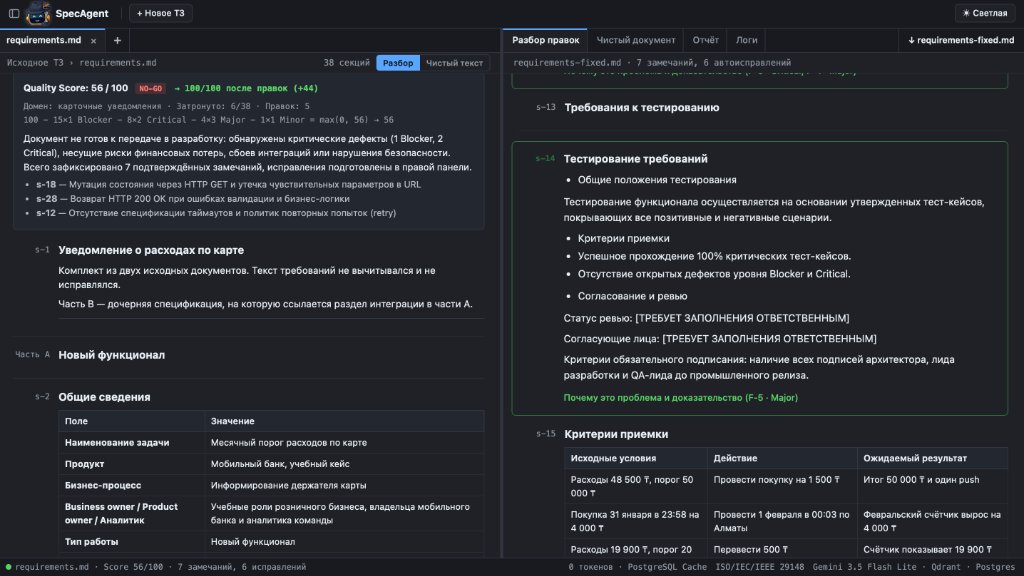 SpecAgent
+ Новое ТЗ
☀ Светлая
requirements.md ×
+
Исходное ТЗ › requirements.md
38 секций
Разбор
Чистый текст
Quality Score: 56 / 100 NO-GO → 100/100 после правок (+44)
Домен: карточные уведомления · Затронуто: 6/38 · Правок: 5
100 − 15×1 Blocker − 8×2 Critical − 4×3 Major − 1×1 Minor = max(0, 56) → 56
Документ не готов к передаче в разработку: обнаружены критические дефекты (1 Blocker, 2
Critical), несущие риски финансовых потерь, сбоев интеграций или нарушения безопасности.
Всего зафиксировано 7 подтверждённых замечаний, исправления подготовлены в правой панели.
• s-18 — Мутация состояния через HTTP GET и утечка чувствительных параметров в URL
• s-28 — Возврат HTTP 200 OK при ошибках валидации и бизнес-логики
• s-12 — Отсутствие спецификации таймаутов и политик повторных попыток (retry)
s-1 Уведомление о расходах по карте
Комплект из двух исходных документов. Текст требований не вычитывался и не
исправлялся.
Часть B — дочерняя спецификация, на которую ссылается раздел интеграции в части A.
Часть A Новый функционал
s-2 Общие сведения
Поле Значение
Наименование задачи Месячный порог расходов по карте
Продукт Мобильный банк, учебный кейс
Бизнес-процесс Информирование держателя карты
Business owner / Product Учебные роли розничного бизнеса, владельца мобильного
owner / Аналитик банка и аналитика команды
Тип работы Новый функционал
Разбор правок
Чистый документ
Отчёт
Логи
↓ requirements-fixed.md
requirements-fixed.md · 7 замечаний, 6 автоисправлений
s-13 Требования к тестированию
s-14 Тестирование требований
• Общие положения тестирования
Тестирование функционала осуществляется на основании утвержденных тест-кейсов,
покрывающих все позитивные и негативные сценарии.
• Критерии приемки
• Успешное прохождение 100% критических тест-кейсов.
• Отсутствие открытых дефектов уровня Blocker и Critical.
• Согласование и ревью
Статус ревью: [ТРЕБУЕТ ЗАПОЛНЕНИЯ ОТВЕТСТВЕННЫМ]
Согласующие лица: [ТРЕБУЕТ ЗАПОЛНЕНИЯ ОТВЕТСТВЕННЫМ]
Критерии обязательного подписания: наличие всех подписей архитектора, лида
разработки и QA-лида до промышленного релиза.
Почему это проблема и доказательство (F-5 · Major)
s-15 Критерии приемки
Исходные условия Действие Ожидаемый результат
Расходы 48 500 ₸, порог 50 Провести покупку на 1 500 ₸ Итог 50 000 ₸ и один push
000 ₸
Покупка 31 января в 23:58 на Провести 1 февраля в 00:03 по Февральский счётчик вырос на
4 000 ₸ Алматы 4 000 ₸
Расходы 19 900 ₸, порог 20 Перевести 500 ₸ Счётчик показывает 19 900 ₸
requirements.md · Score 56/100 · 7 замечаний, 6 исправлений
0 токенов · PostgreSQL Cache ISO/IEC/IEEE 29148 Gemini 3.5 Flash Lite · Qdrant · Postgres